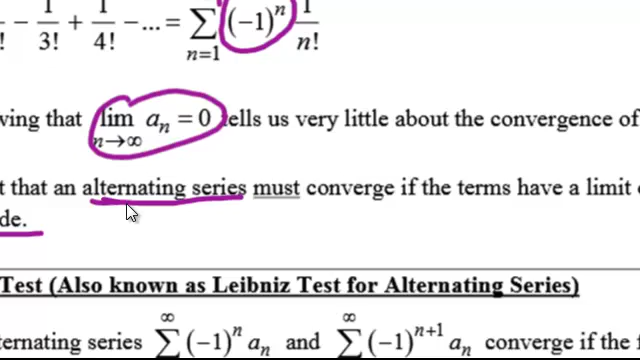 1/3! + 1/4! - ... = ∑_{n=1} (-1)^n 1/n!
ving that lim_{n→∞} a_n = 0 tells us very little about the convergence of
t that an alternating series must converge if the terms have a limit
de.
Test (Also known as Leibniz Test for Alternating Series)
ternating series ∑^∞ (-1)^n a_n and ∑^∞ (-1)^{n+1} a_n converge if the f